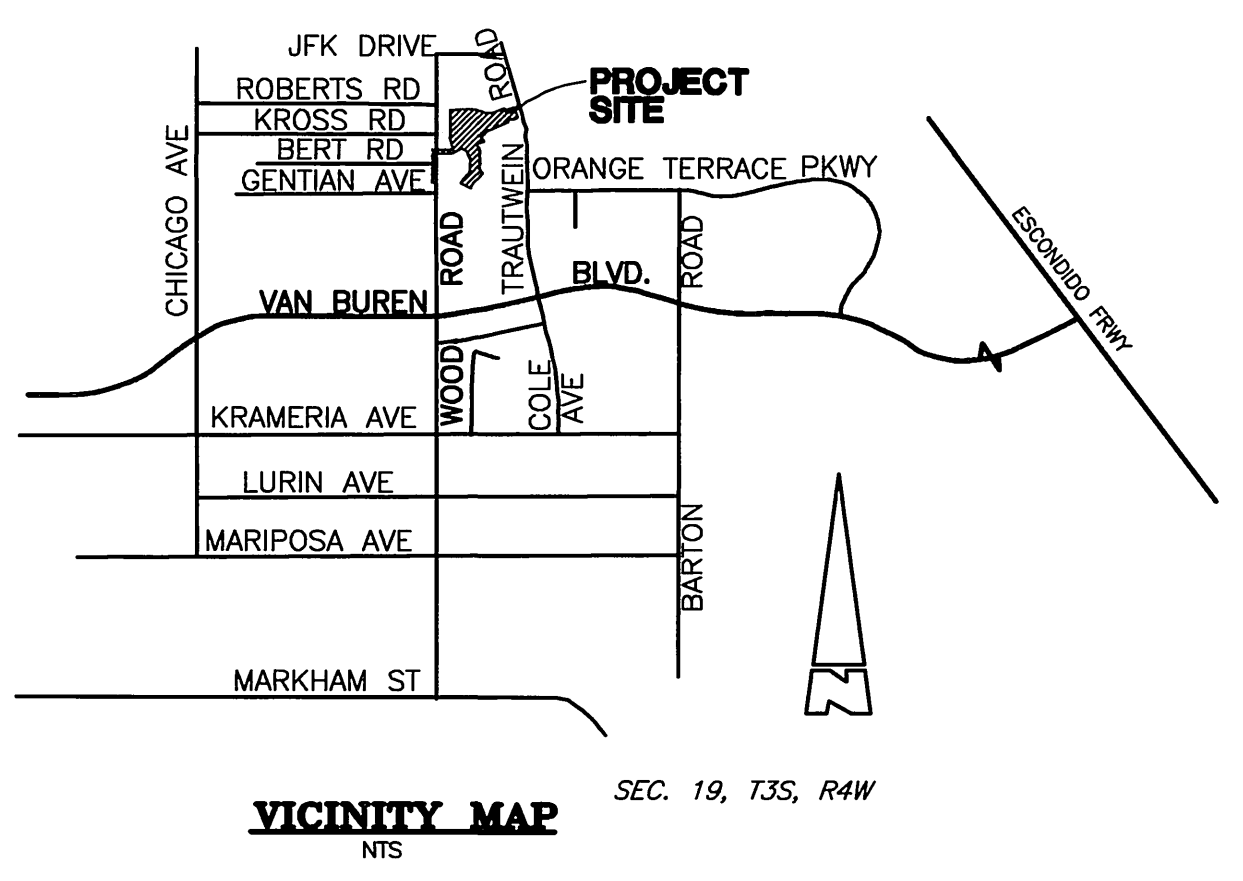 JFK DRIVE
ROBERTS RD
KROSS RD
BERT RD
GENTIAN AVE
CHICAGO AVE
PROJECT
SITE
TRAUTWEIN ROAD
ORANGE TERRACE PKWY
ESCONDIDO FRWY
VAN BUREN BLVD.
WOOD ROAD
COLE
AVE
BARTON ROAD
KRAMERIA AVE
LURIN AVE
MARIPOSA AVE
MARKHAM ST
N
SEC. 19, T3S, R4W
VICINITY MAP
NTS